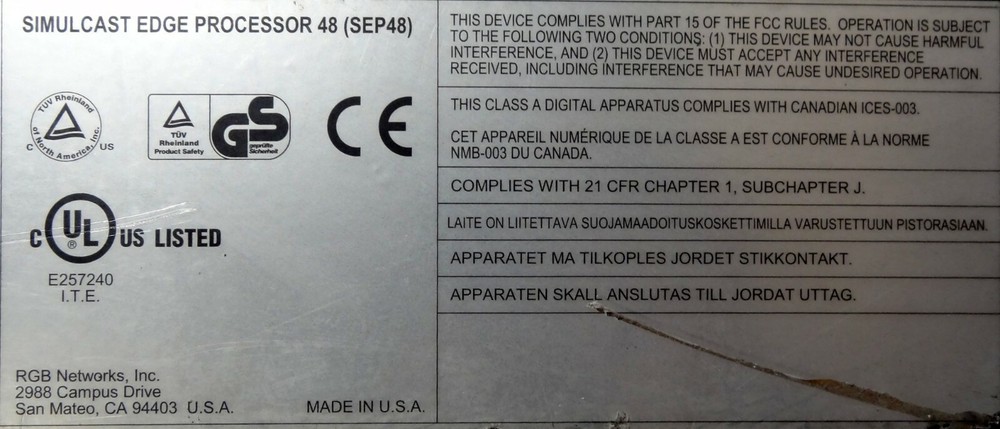 SIMULCAST EDGE PROCESSOR 48 (SEP48)
TUV Rheinland
of North America, Inc.
C US
TÜV
Rheinland
Product Safety
GS
geprüfte
Sicherheit
CE
C UL US LISTED
®
E257240
I.T.E.
RGB Networks, Inc.
2988 Campus Drive
San Mateo, CA 94403 U.S.A.
MADE IN U.S.A.
THIS DEVICE COMPLIES WITH PART 15 OF THE FCC RULES. OPERATION IS SUBJECT
TO THE FOLLOWING TWO CONDITIONS: (1) THIS DEVICE MAY NOT CAUSE HARMFUL
INTERFERENCE, AND (2) THIS DEVICE MUST ACCEPT ANY INTERFERENCE
RECEIVED, INCLUDING INTERFERENCE THAT MAY CAUSE UNDESIRED OPERATION.
THIS CLASS A DIGITAL APPARATUS COMPLIES WITH CANADIAN ICES-003.
CET APPAREIL NUMÉRIQUE DE LA CLASSE A EST CONFORME À LA NORME
NMB-003 DU CANADA.
COMPLIES WITH 21 CFR CHAPTER 1, SUBCHAPTER J.
LAITE ON LIITETTAVA SUOJAMAADOITUSKOSKETTIMILLA VARUSTETTUUN PISTORASIAAN.
APPARATET MA TILKOPLES JORDET STIKKONTAKT.
APPARATEN SKALL ANSLUTAS TILL JORDAT UTTAG.